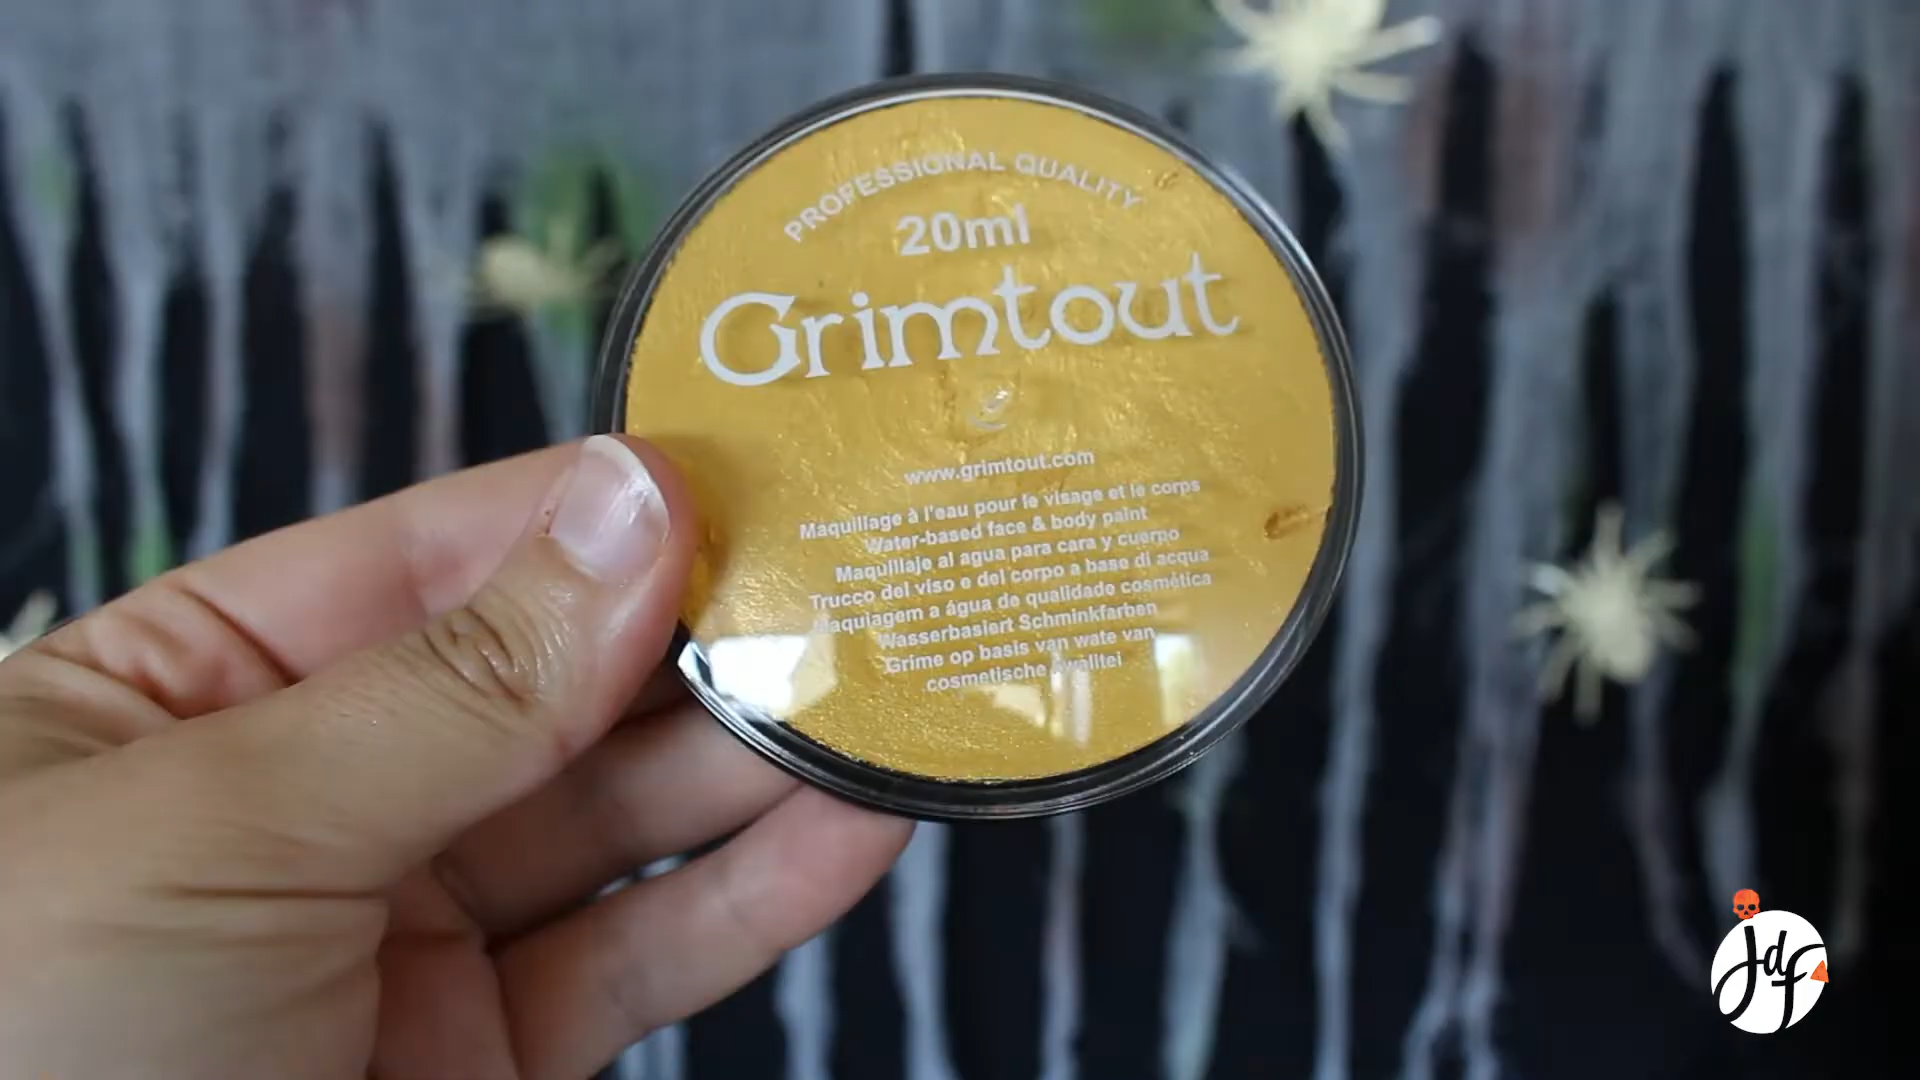 PROFESSIONAL QUALITY
20ml
Grimtout
www.grimtout.com
Maquillage à l'eau pour le visage et le corps
Water-based face & body paint
Maquillaje al agua para cara y cuerpo
Trucco del viso e del corpo a base di acqua
Maquiagem a água de qualidade cosmética
Wasserbasiert Schminkfarben
Grime op basis van wate van
cosmetische
Jdf